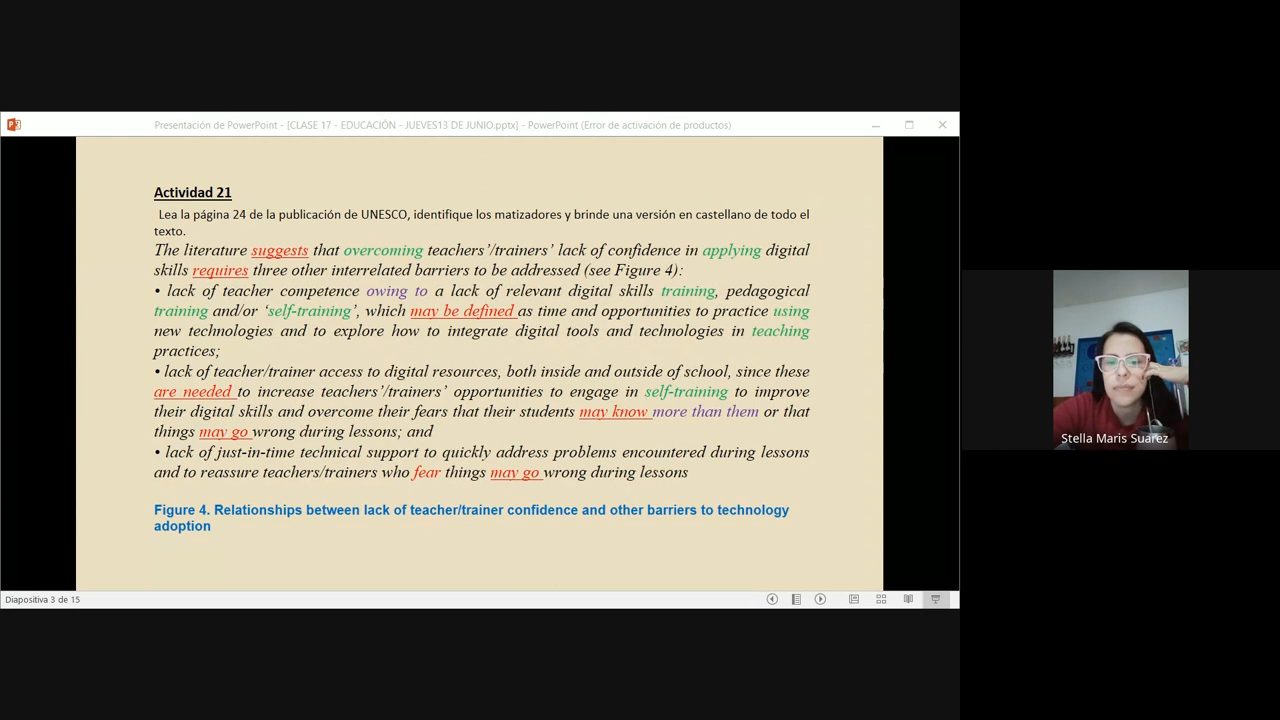 Presentación de PowerPoint - [CLASE 17 - EDUCACIÓN - JUEVES13 DE JUNIO.pptx] - PowerPoint (Error de activación de productos)
Actividad 21
Lea la página 24 de la publicación de UNESCO, identifique los matizadores y brinde una versión en castellano de todo el
texto.
The literature suggests that overcoming teachers’/trainers’ lack of confidence in applying digital
skills requires three other interrelated barriers to be addressed (see Figure 4):
• lack of teacher competence owing to a lack of relevant digital skills training, pedagogical
training and/or ‘self-training’, which may be defined as time and opportunities to practice using
new technologies and to explore how to integrate digital tools and technologies in teaching
practices;
• lack of teacher/trainer access to digital resources, both inside and outside of school, since these
are needed to increase teachers’/trainers’ opportunities to engage in self-training to improve
their digital skills and overcome their fears that their students may know more than them or that
things may go wrong during lessons; and
• lack of just-in-time technical support to quickly address problems encountered during lessons
and to reassure teachers/trainers who fear things may go wrong during lessons
Figure 4. Relationships between lack of teacher/trainer confidence and other barriers to technology
adoption
Diapositiva 3 de 15
Stella Maris Suarez